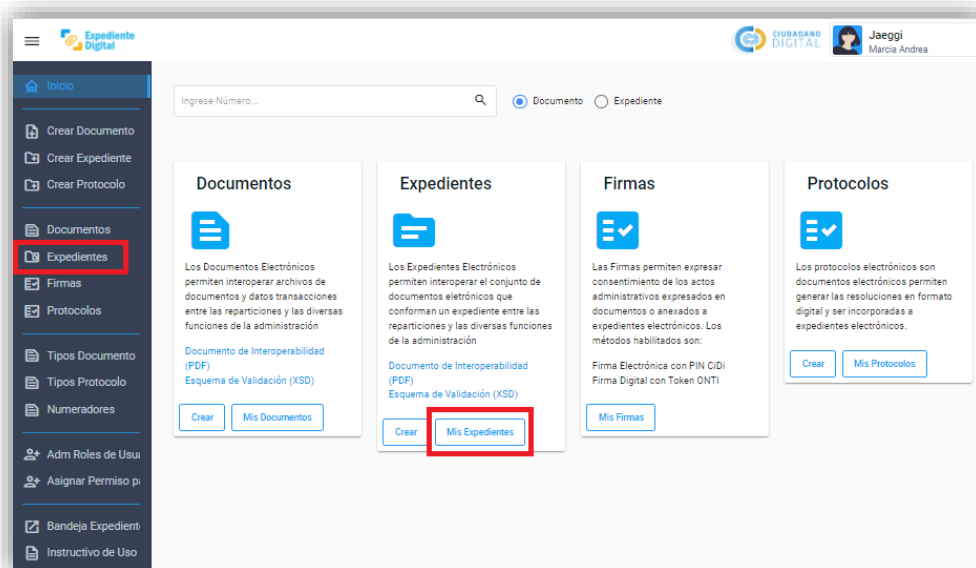 Expediente
Digital
CIUDADANO
DIGITAL
Jaeggi
Marcia Andrea
Inicio
Crear Documento
Crear Expediente
Crear Protocolo
Documentos
Expedientes
Firmas
Protocolos
Tipos Documento
Tipos Protocolo
Numeradores
Adm Roles de Usu
Asignar Permiso p
Bandeja Expedient
Instructivo de Uso
Ingrese Número...
Documento
Expediente
Documentos
Los Documentos Electrónicos
permiten interoperar archivos de
documentos y datos transacciones
entre las reparticiones y las diversas
funciones de la administración
Documento de Interoperabilidad
(PDF)
Esquema de Validación (XSD)
Crear
Mis Documentos
Expedientes
Los Expedientes Electrónicos
permiten interoperar el conjunto de
documentos eletrónicos que
conforman un expediente entre las
reparticiones y las diversas funciones
de la administración
Documento de Interoperabilidad
(PDF)
Esquema de Validación (XSD)
Crear
Mis Expedientes
Firmas
Las Firmas permiten expresar
consentimiento de los actos
administrativos expresados en
documentos o anexados a
expedientes electrónicos. Los
métodos habilitados son:
Firma Electrónica con PIN CiDi
Firma Digital con Token ONTI
Mis Firmas
Protocolos
Los protocolos electrónicos son
documentos electrónicos permiten
generar las resoluciones en formato
digital y ser incorporadas a
expedientes electrónicos.
Crear
Mis Protocolos